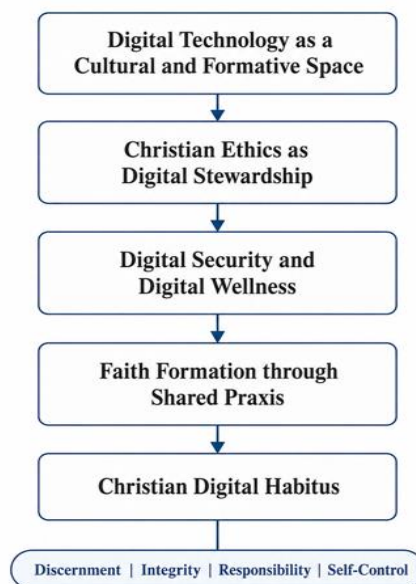 Digital Technology as a
Cultural and Formative Space
Christian Ethics as
Digital Stewardship
Digital Security and
Digital Wellness
Faith Formation through
Shared Praxis
Christian Digital Habitus
Discernment | Integrity | Responsibility | Self-Control